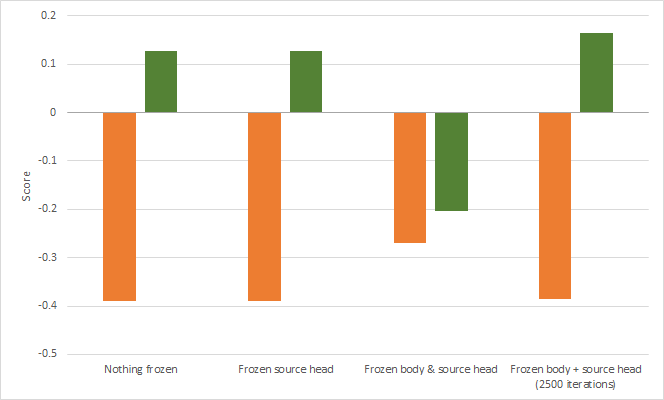 0.2
0.1
0
-0.1
-0.2
-0.3
-0.4
-0.5
Score
Nothing frozen
Frozen source head
Frozen body & source head
Frozen body + source head
(2500 iterations)